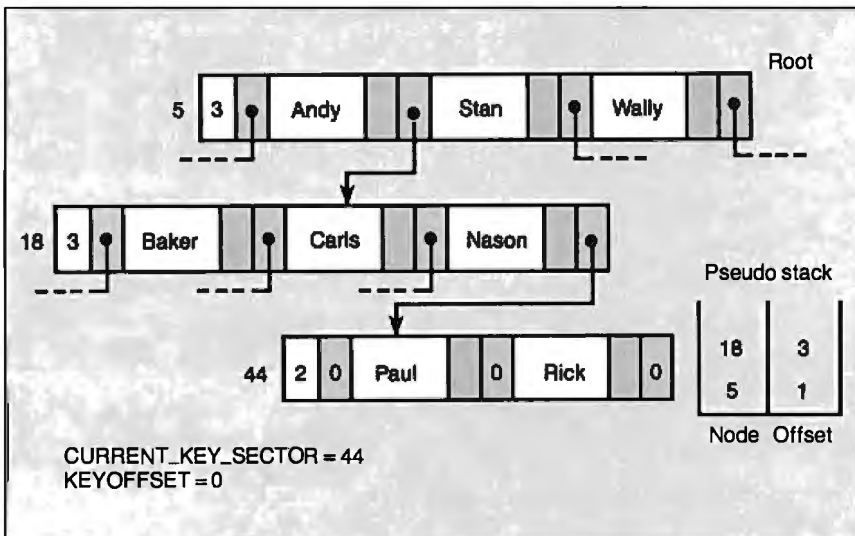 Root
5 3 Andy Stan Wally
18 3 Baker Carls Nason
Pseudo stack
18 3
5 1
Node Offset
44 2 0 Paul 0 Rick 0
CURRENT_KEY_SECTOR = 44
KEYOFFSET = 0